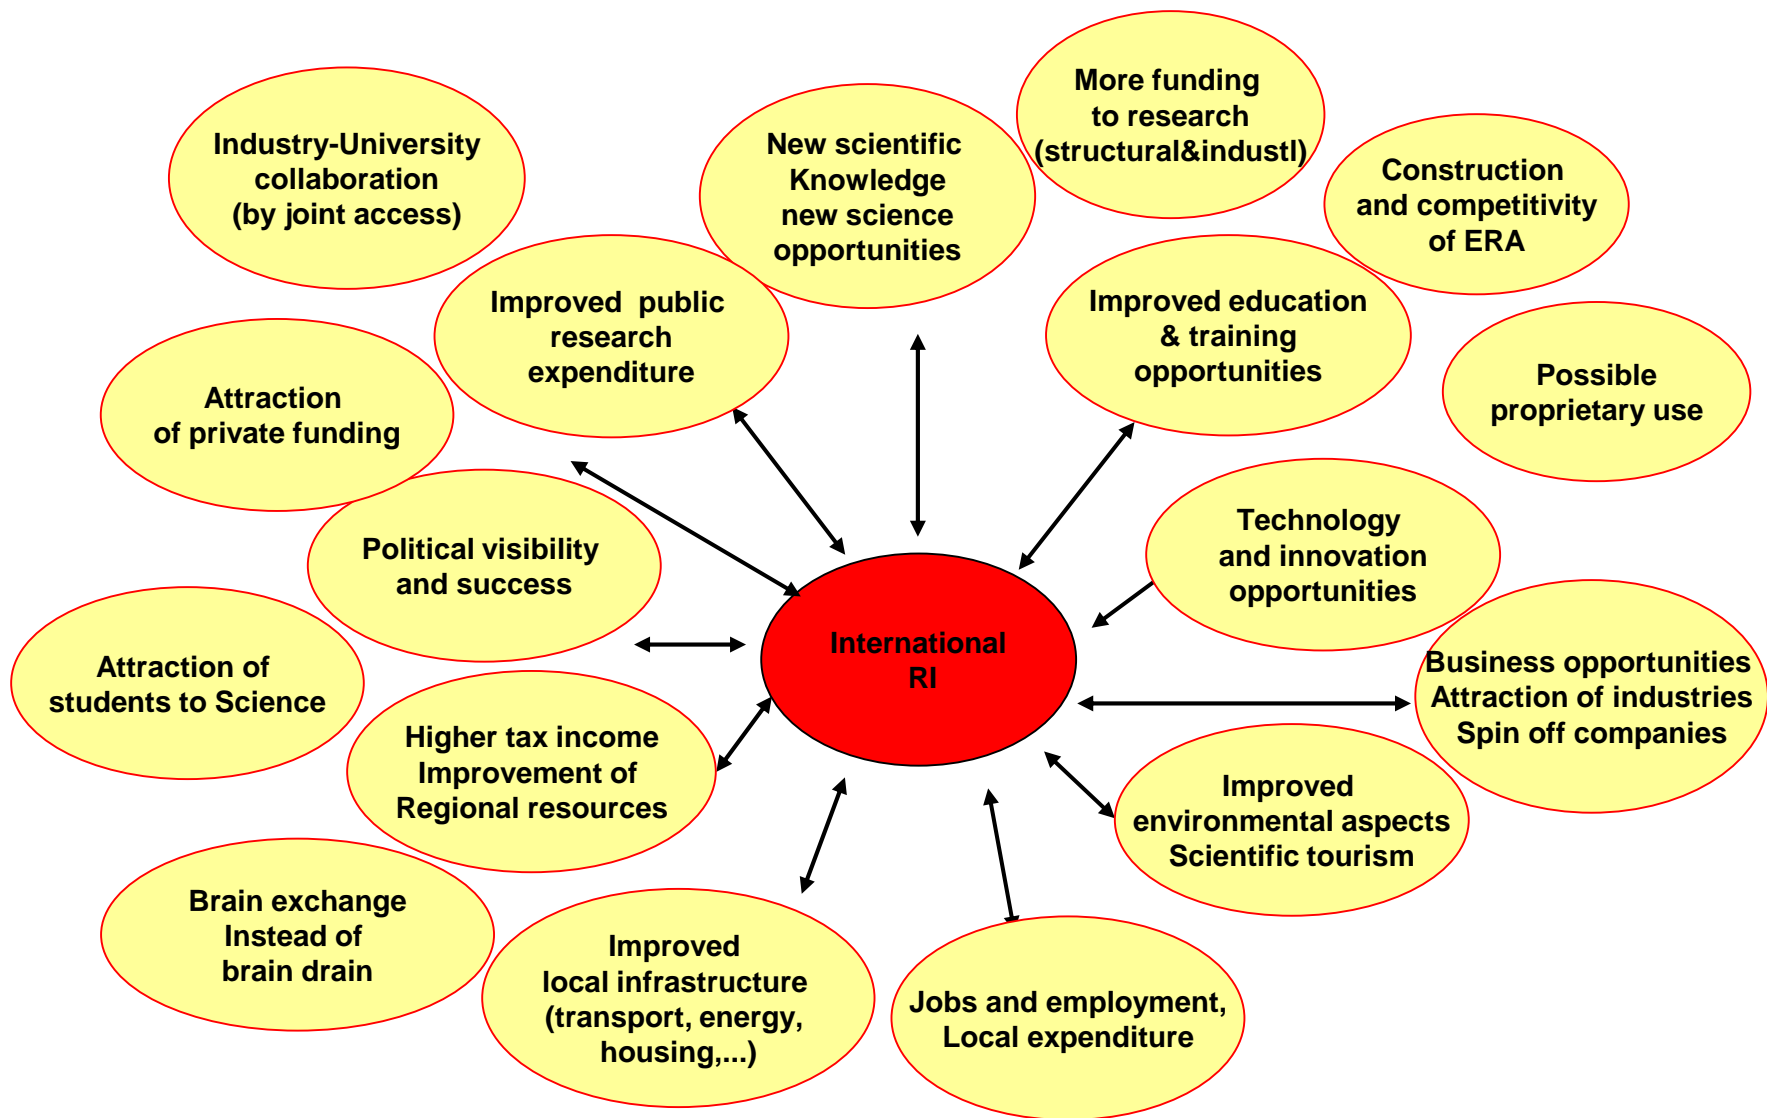 More funding
to research
(structural&industl)
Industry-University
collaboration
(by joint access)
New scientific
Knowledge
new science
opportunities
Construction
and competitivity
of ERA
Improved public
research
expenditure
Improved education
& training
opportunities
Possible
proprietary use
Attraction
of private funding
Technology
and innovation
opportunities
Political visibility
and success
International
RI
Attraction of
students to Science
Business opportunities
Attraction of industries
Spin off companies
Higher tax income
Improvement of
Regional resources
Improved
environmental aspects
Scientific tourism
Brain exchange
Instead of
brain drain
Improved
local infrastructure
(transport, energy,
housing,...)
Jobs and employment,
Local expenditure